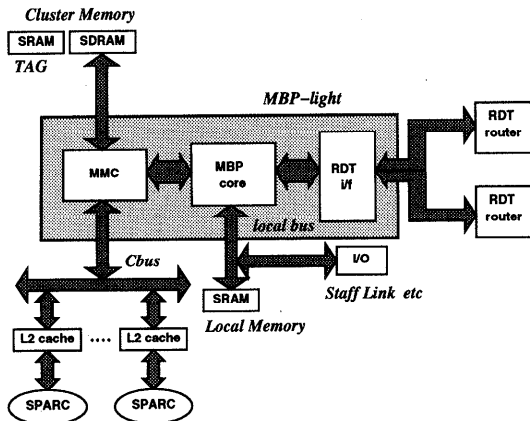 Cluster Memory
SRAM
SDRAM
TAG
MBP-light
RDT
router
MMC
MBP
core
RDT
i/f
RDT
router
local bus
Cbus
I/O
SRAM
Staff Link etc
Local Memory
L2 cache
....
L2 cache
SPARC
SPARC